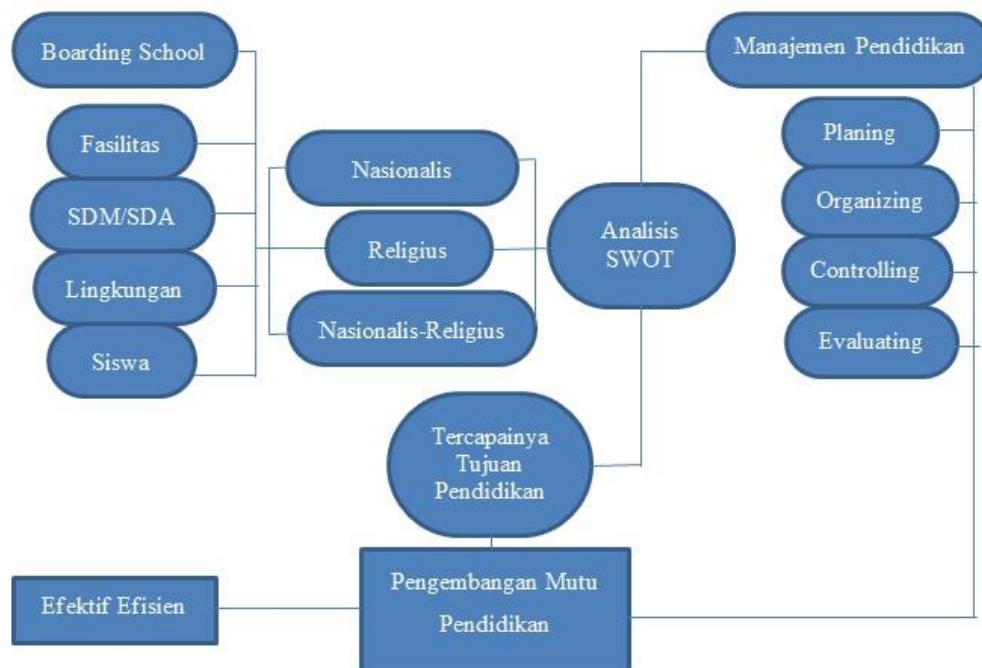 Boarding School
Fasilitas
SDM/SDA
Lingkungan
Siswa
Nasionalis
Religius
Nasionalis-Religius
Analisis
SWOT
Manajemen Pendidikan
Planing
Organizing
Controlling
Evaluating
Tercapainya
Tujuan
Pendidikan
Pengembangan Mutu
Pendidikan
Efektif Efisien